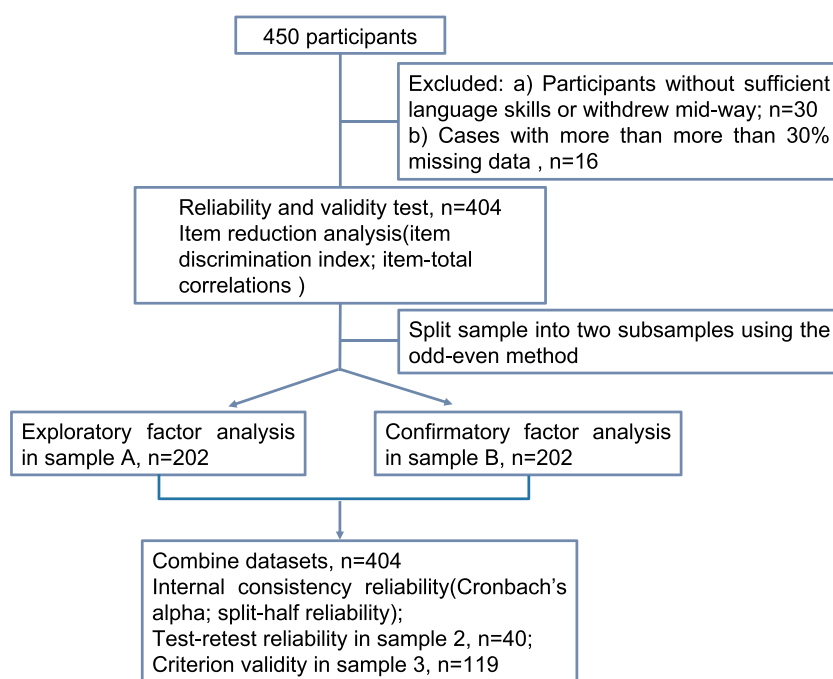 450 participants
Excluded: a) Participants without sufficient
language skills or withdrew mid-way; n=30
b) Cases with more than more than 30%
missing data , n=16
Reliability and validity test, n=404
Item reduction analysis(item
discrimination index; item-total
correlations )
Split sample into two subsamples using the
odd-even method
Exploratory factor analysis
in sample A, n=202
Confirmatory factor analysis
in sample B, n=202
Combine datasets, n=404
Internal consistency reliability(Cronbach's
alpha; split-half reliability);
Test-retest reliability in sample 2, n=40;
Criterion validity in sample 3, n=119